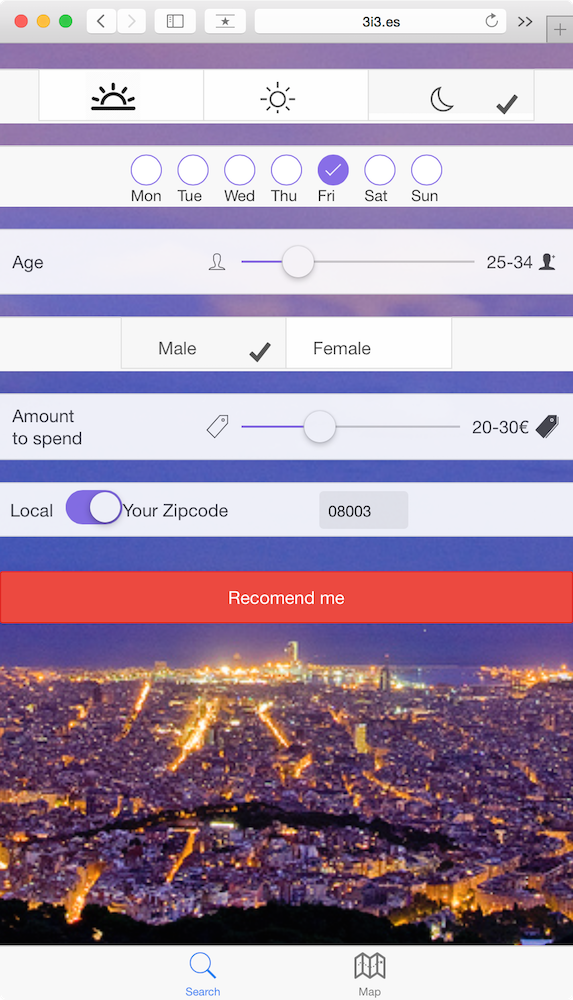 3i3.es
Mon Tue Wed Thu Fri Sat Sun
Age 25-34
Male Female
Amount
to spend
20-30€
Local Your Zipcode 08003
Recomend me
Search Map